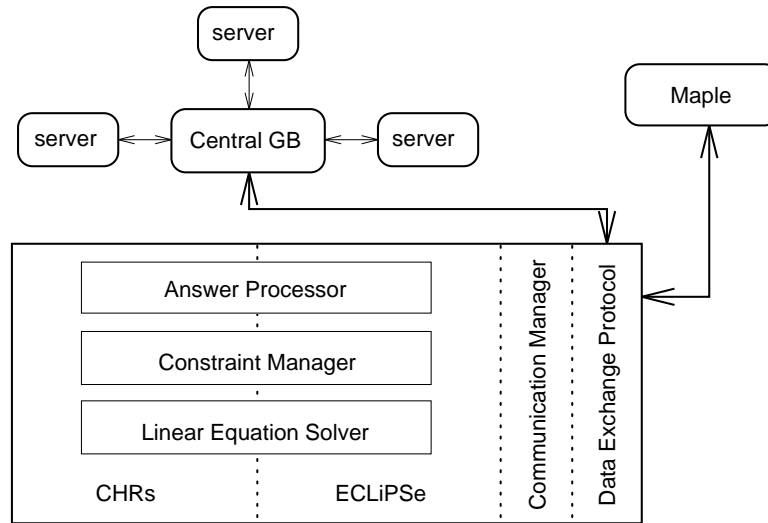 server
Maple
server
Central GB
server
Answer Processor
Constraint Manager
Linear Equation Solver
CHRs
ECLiPSe
Communication Manager
Data Exchange Protocol